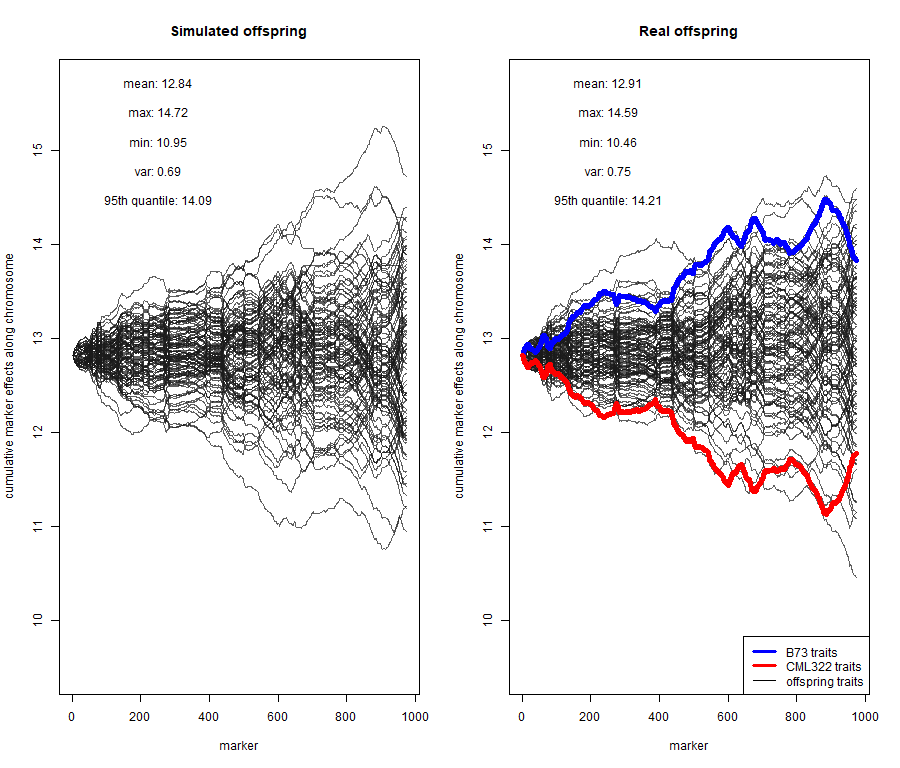 Simulated offspring
mean: 12.84
max: 14.72
min: 10.95
var: 0.69
95th quantile: 14.09
cumulative marker effects along chromosome
15
14
13
12
11
10
0 200 400 600 800 1000
marker
Real offspring
mean: 12.91
max: 14.59
min: 10.46
var: 0.75
95th quantile: 14.21
cumulative marker effects along chromosome
15
14
13
12
11
10
B73 traits
CML322 traits
offspring traits
0 200 400 600 800 1000
marker